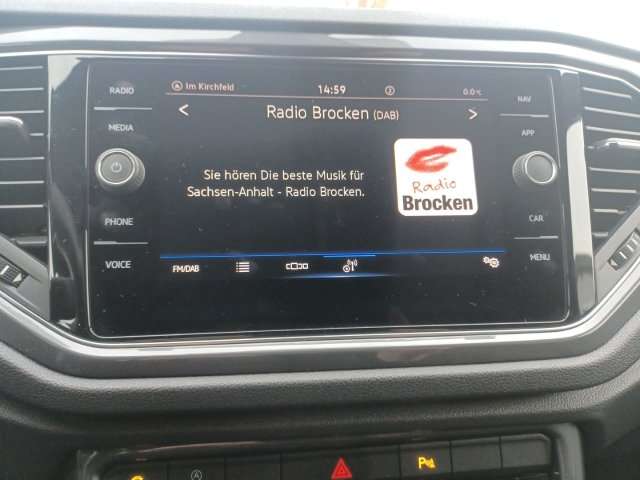 RADIO
Im Kirchfeld
14:59
0.0°C
NAV
Radio Brocken (DAB)
MEDIA
APP
Sie hören Die beste Musik für
Sachsen-Anhalt - Radio Brocken.
Radio
Brocken
PHONE
CAR
VOICE
FM/DAB
MENU